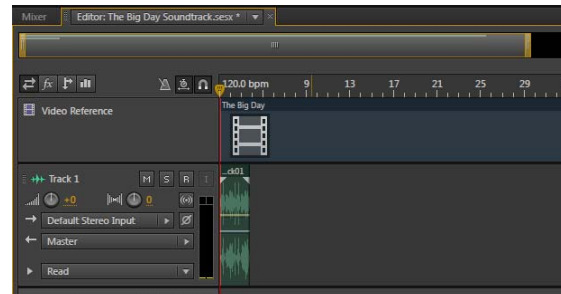 Mixer Editor: The Big Day Soundtrack.sesx *
fx 120.0 bpm 9 13 17 21 25 29
Video Reference The Big Day
Track 1 M S R I ...ck01
+0 0
Default Stereo Input
Master
Read